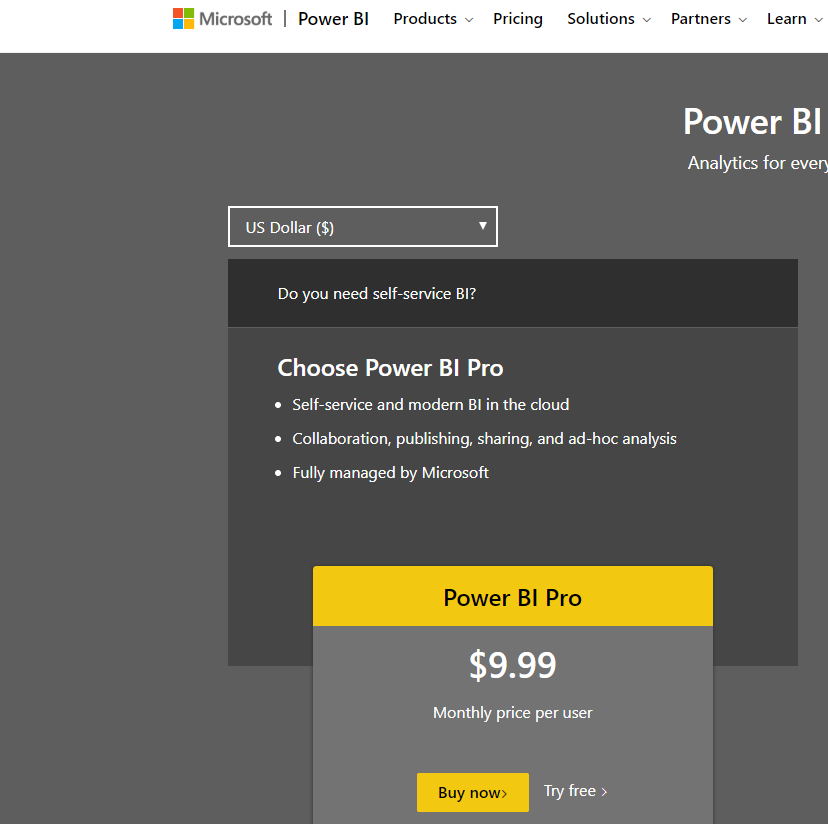 Microsoft | Power BI Products Pricing Solutions Partners Learn
Power BI
Analytics for every
US Dollar ($)
Do you need self-service BI?
Choose Power BI Pro
• Self-service and modern BI in the cloud
• Collaboration, publishing, sharing, and ad-hoc analysis
• Fully managed by Microsoft
Power BI Pro
$9.99
Monthly price per user
Buy now› Try free ›